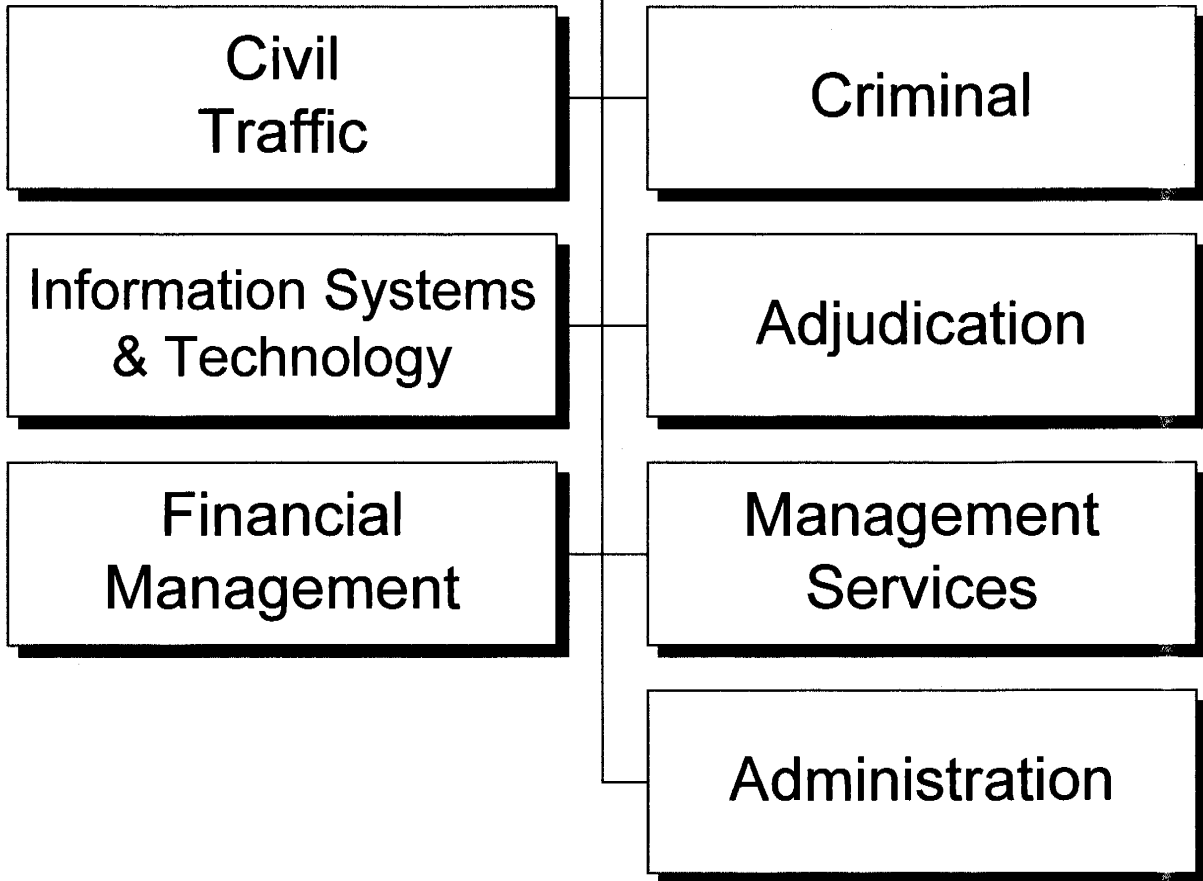 Civil
Traffic
Criminal
Information Systems
& Technology
Adjudication
Financial
Management
Management
Services
Administration